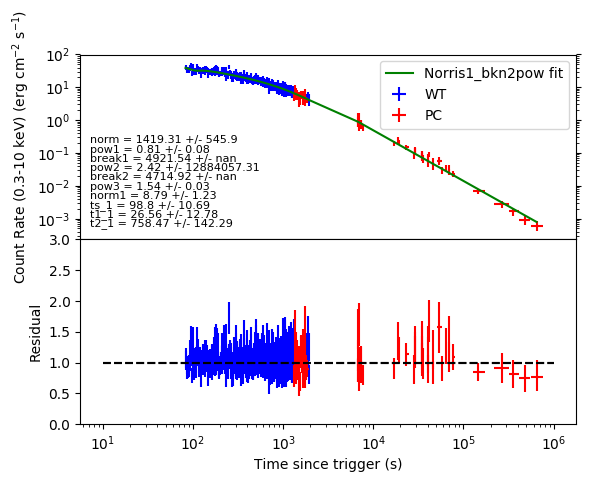 Count Rate (0.3-10 keV) (erg cm⁻² s⁻¹)
10²
10¹
10⁰
10⁻¹
10⁻²
10⁻³
Norris1_bkn2pow fit
WT
PC
norm = 1419.31 +/- 545.9
pow1 = 0.81 +/- 0.08
break1 = 4921.54 +/- nan
pow2 = 2.42 +/- 12884057.31
break2 = 4714.92 +/- nan
pow3 = 1.54 +/- 0.03
norm1 = 8.79 +/- 1.23
ts_1 = 98.8 +/- 10.69
t1_1 = 26.56 +/- 12.78
t2_1 = 758.47 +/- 142.29
Residual
3.0
2.5
2.0
1.5
1.0
0.5
0.0
10¹ 10² 10³ 10⁴ 10⁵ 10⁶
Time since trigger (s)